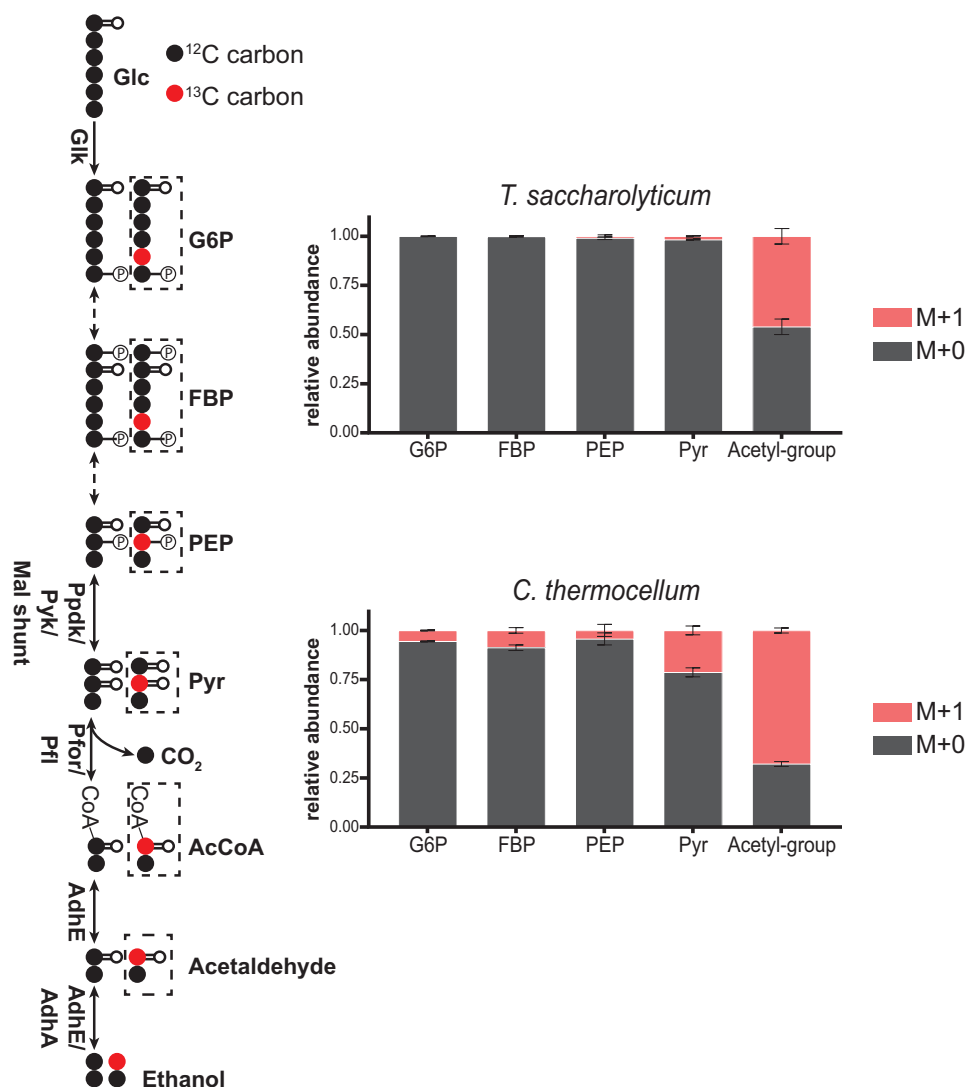 Glc
¹²C carbon
¹³C carbon
Glk
G6P
P
P
FBP
P
P
P
P
PEP
P
P
Ppdk/
Pyk/
Mal shunt
Pyr
Pfor/
Pfl
CO₂
CoA
CoA
AcCoA
AdhE
Acetaldehyde
AdhE/
AdhA
Ethanol
T. saccharolyticum
relative abundance
1.00
0.75
0.50
0.25
0.00
G6P FBP PEP Pyr Acetyl-group
M+1
M+0
C. thermocellum
relative abundance
1.00
0.75
0.50
0.25
0.00
G6P FBP PEP Pyr Acetyl-group
M+1
M+0